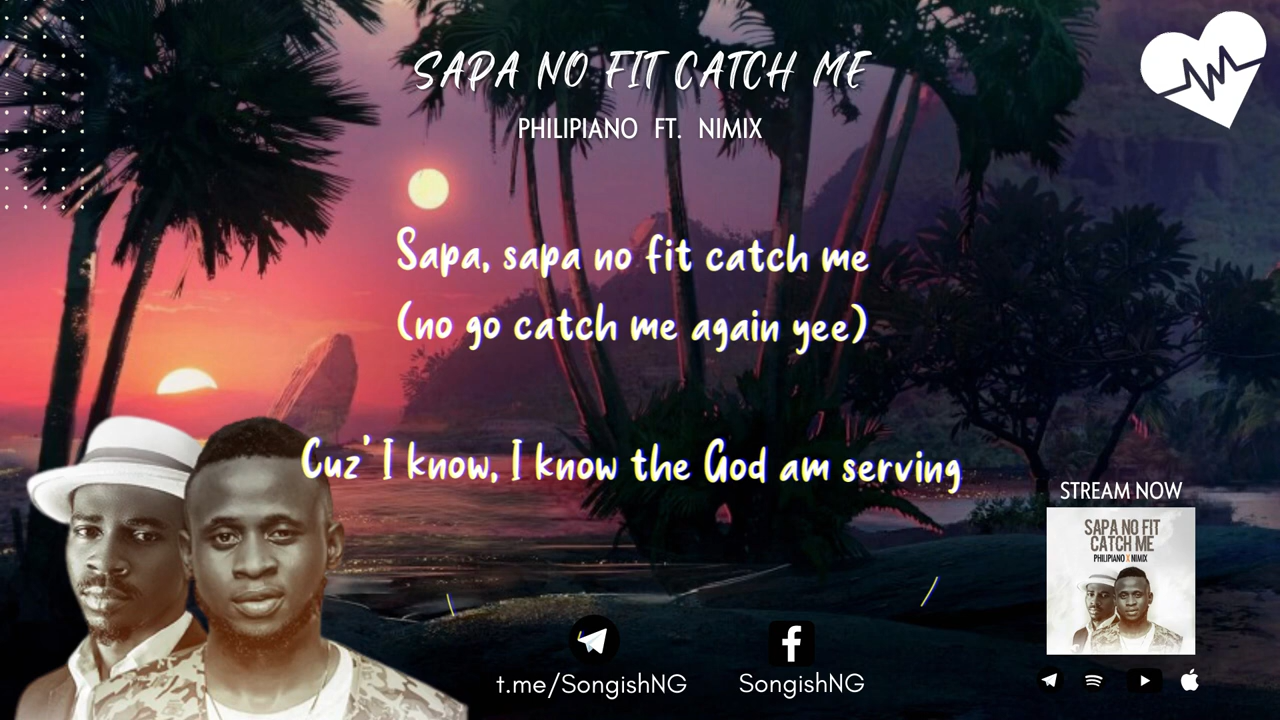 SAPA NO FIT CATCH ME
PHILIPIANO FT. NIMIX
Sapa, sapa no fit catch me
(no go catch me again yee)
Cuz' I know, I know the God am serving
STREAM NOW
SAPA NO FIT
CATCH ME
PHILIPIANO X NIMIX
t.me/SongishNG
SongishNG